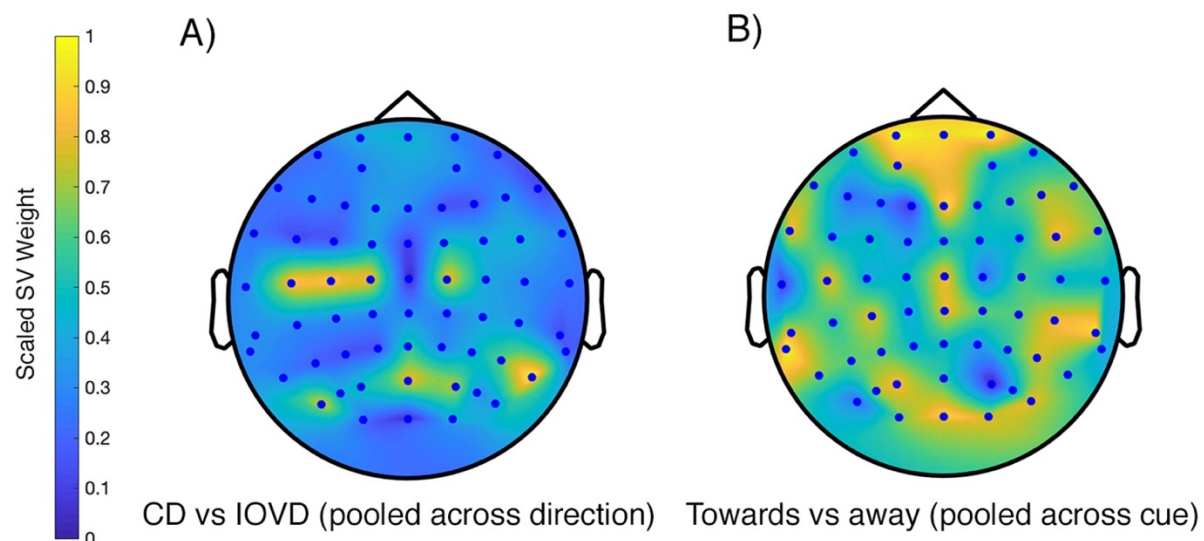 A)
B)
1
0.9
0.8
0.7
0.6
0.5
0.4
0.3
0.2
0.1
0
Scaled SV Weight
CD vs IOVD (pooled across direction)
Towards vs away (pooled across cue)